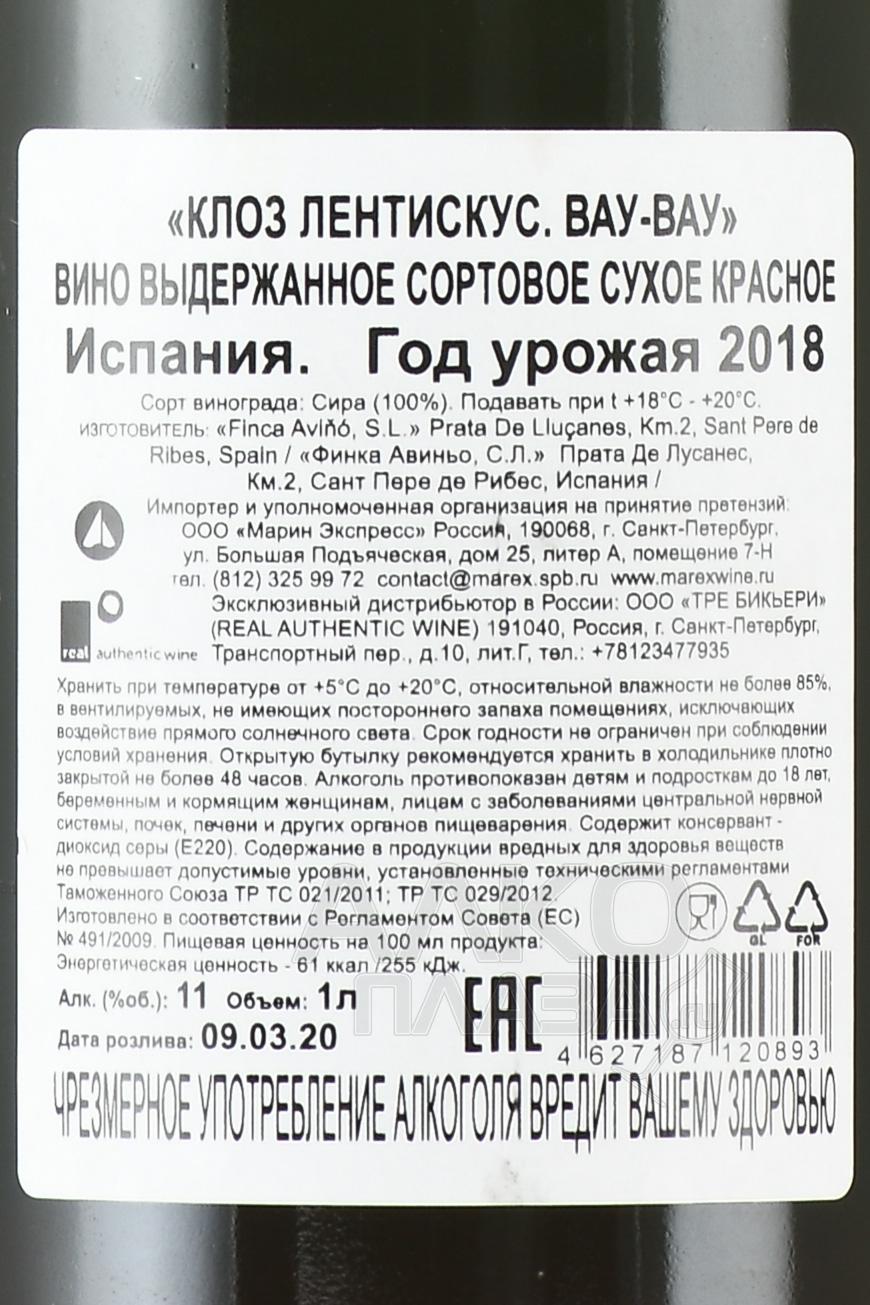 «КЛОЗ ЛЕНТИСКУС. ВАУ-ВАУ»
ВИНО ВЫДЕРЖАННОЕ СОРТОВОЕ СУХОЕ КРАСНОЕ
Испания. Год урожая 2018
Сорт винограда: Сира (100%). Подавать при t +18°C - +20°C.
изготовитель: «Finca Aviñó, S.L.» Prata De Lluçanes, Km.2, Sant Pere de
Ribes, Spain / «Финка Авиньо, С.Л.» Прата Де Лусанес,
Км.2, Сант Пере де Рибес, Испания /
Импортер и уполномоченная организация на принятие претензий:
ООО «Марин Экспресс» Россия, 190068, г. Санкт-Петербург,
ул. Большая Подъяческая, дом 25, литер А, помещение 7-Н
тел. (812) 325 99 72 contact@marex.spb.ru www.marexwine.ru
Эксклюзивный дистрибьютор в России: ООО «ТРЕ БИКЬЕРИ»
(REAL AUTHENTIC WINE) 191040, Россия, г. Санкт-Петербург,
real authentic wine Транспортный пер., д.10, лит.Г, тел.: +78123477935
Хранить при температуре от +5°C до +20°C, относительной влажности не более 85%,
в вентилируемых, не имеющих постороннего запаха помещениях, исключающих
воздействие прямого солнечного света. Срок годности не ограничен при соблюдении
условий хранения. Открытую бутылку рекомендуется хранить в холодильнике плотно
закрытой не более 48 часов. Алкоголь противопоказан детям и подросткам до 18 лет,
беременным и кормящим женщинам, лицам с заболеваниями центральной нервной
системы, почек, печени и других органов пищеварения. Содержит консервант -
диоксид серы (Е220). Содержание в продукции вредных для здоровья веществ
не превышает допустимые уровни, установленные техническими регламентами
Таможенного Союза ТР ТС 021/2011; ТР ТС 029/2012.
Изготовлено в соответствии с Регламентом Совета (ЕС)
№ 491/2009. Пищевая ценность на 100 мл продукта:
GL FOR
Энергетическая ценность - 61 ккал /255 кДж.
Алк. (%об.): 11 Объем: 1л
EAC
Дата розлива: 09.03.20
4 627187 120893
ЧРЕЗМЕРНОЕ УПОТРЕБЛЕНИЕ АЛКОГОЛЯ ВРЕДИТ ВАШЕМУ ЗДОРОВЬЮ
АЛКО
ПЛАЗА.ru